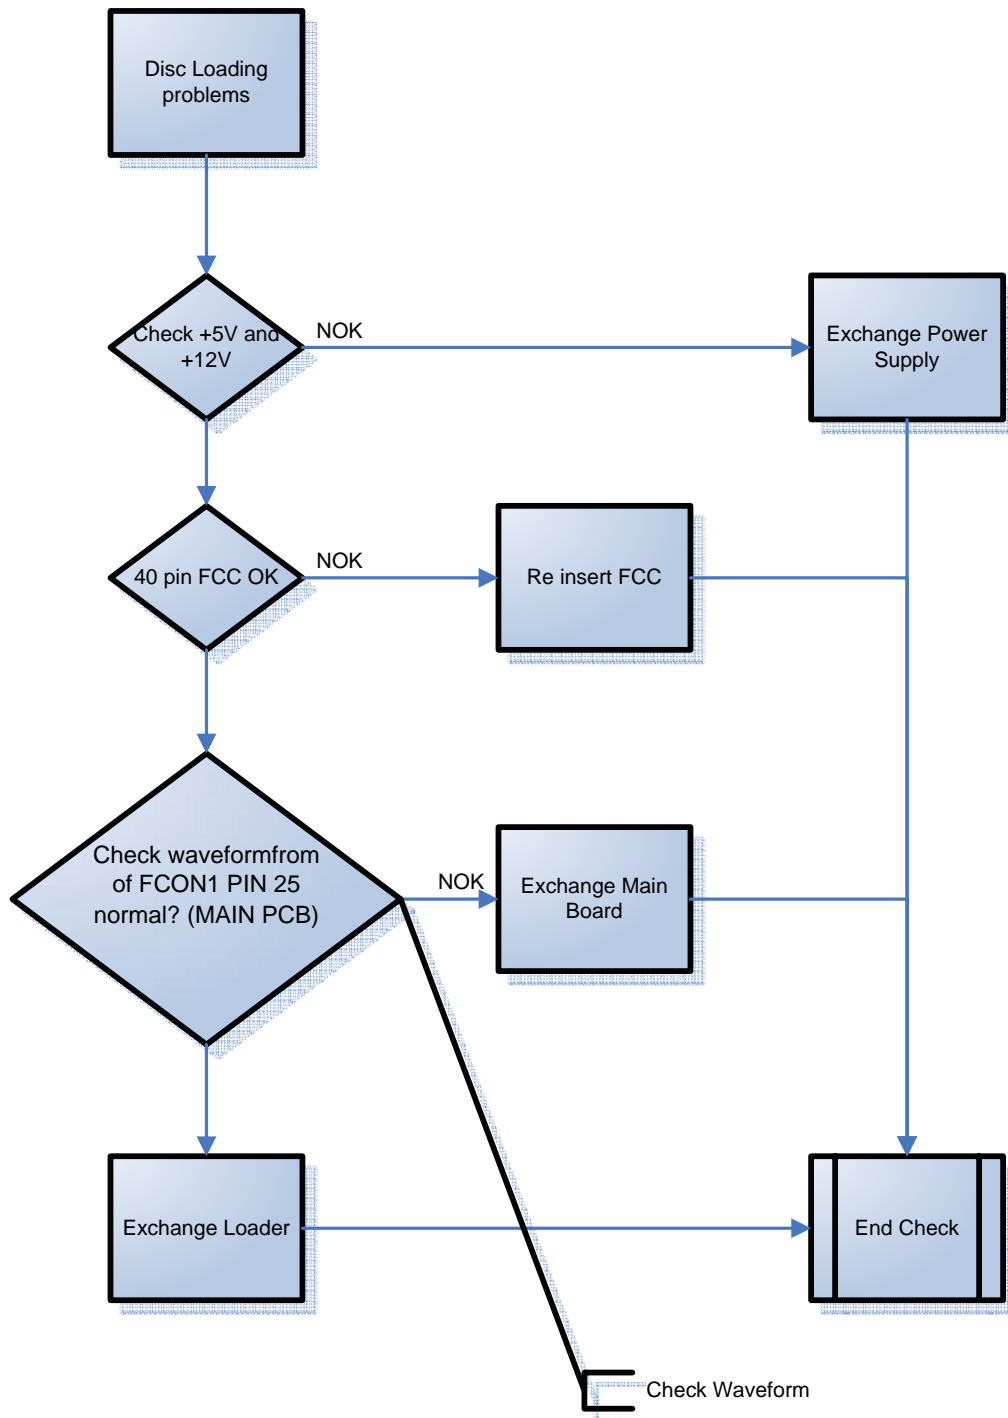 Disc Loading
problems
Check +5V and
+12V
NOK
Exchange Power
Supply
40 pin FCC OK
NOK
Re insert FCC
Check waveformfrom
of FCON1 PIN 25
normal? (MAIN PCB)
NOK
Exchange Main
Board
Exchange Loader
End Check
Check Waveform